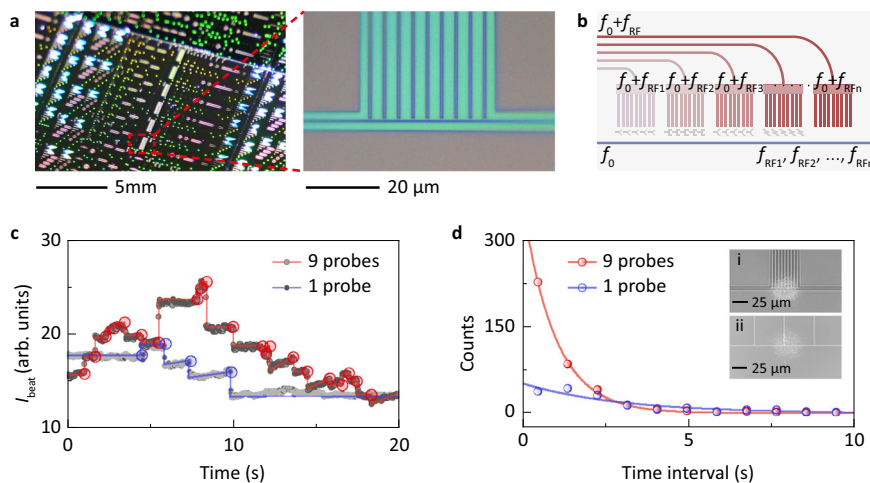 a
5mm
20 μm
b
f0+fRF
f0+fRF1 f0+fRF2 f0+fRF3 ... f0+fRFn
f0
fRF1, fRF2, ..., fRFn
c
30
20
10
Ibeat (arb. units)
9 probes
1 probe
0 10 20
Time (s)
d
300
150
0
Counts
9 probes
1 probe
i
25 μm
ii
25 μm
0 5 10
Time interval (s)